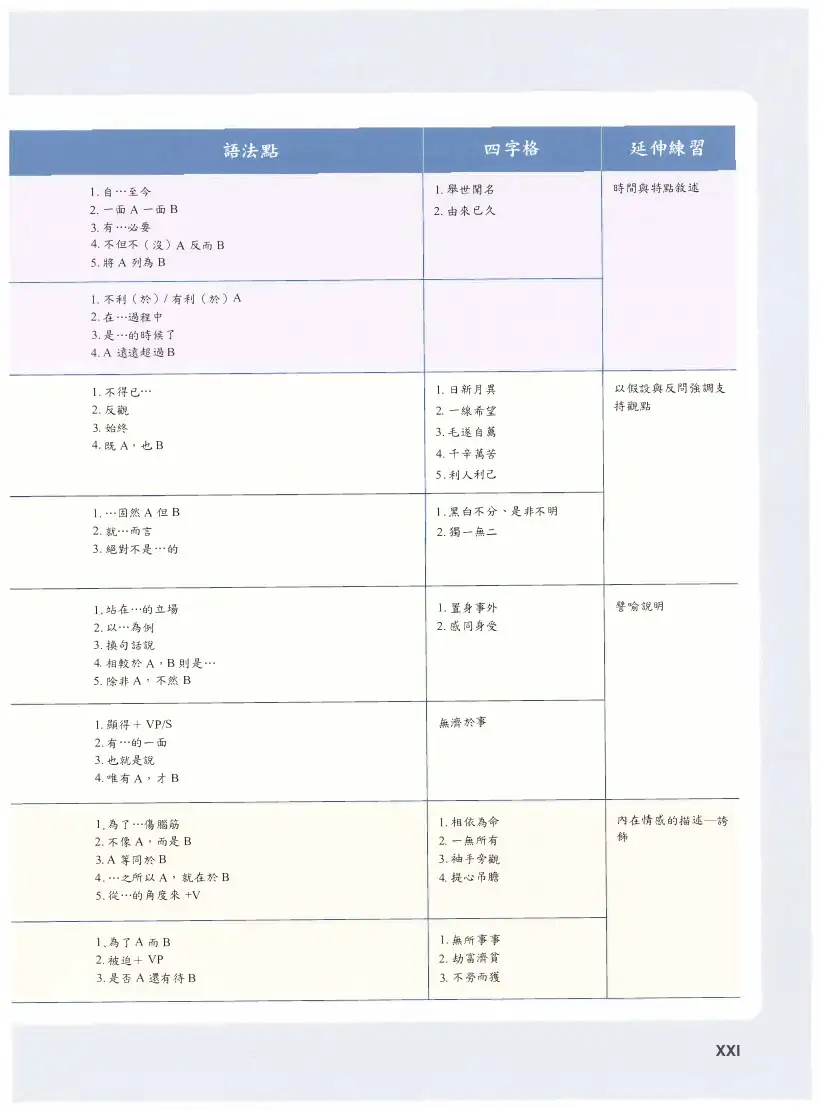 語法點
四字格
延伸練習
1. 自⋯至今
2. 一面 A 一面 B
3. 有⋯必要
4. 不但不（沒）A 反而 B
5. 將 A 列為 B
1. 舉世聞名
2. 由來已久
時間與特點敘述
1. 不利（於）/ 有利（於）A
2. 在⋯過程中
3. 是⋯的時候了
4. A 遠遠超過 B
1. 不得已⋯
2. 反觀
3. 始終
4. 既 A，也 B
1. 日新月異
2. 一線希望
3. 毛遂自薦
4. 千辛萬苦
5. 利人利己
以假設與反問強調支
持觀點
1. ⋯固然 A 但 B
2. 就⋯而言
3. 絕對不是⋯的
1. 黑白不分、是非不明
2. 獨一無二
1. 站在⋯的立場
2. 以⋯為例
3. 換句話說
4. 相較於 A，B 則是⋯
5. 除非 A，不然 B
1. 置身事外
2. 感同身受
譬喻說明
1. 顯得 + VP/S
2. 有⋯的一面
3. 也就是說
4. 唯有 A，才 B
無濟於事
1. 為了⋯傷腦筋
2. 不像 A，而是 B
3. A 等同於 B
4. ⋯之所以 A，就在於 B
5. 從⋯的角度來 +V
1. 相依為命
2. 一無所有
3. 袖手旁觀
4. 提心吊膽
內在情感的描述─誇
飾
1. 為了 A 而 B
2. 被迫 + VP
3. 是否 A 還有待 B
1. 無所事事
2. 劫富濟貧
3. 不勞而獲
XXI